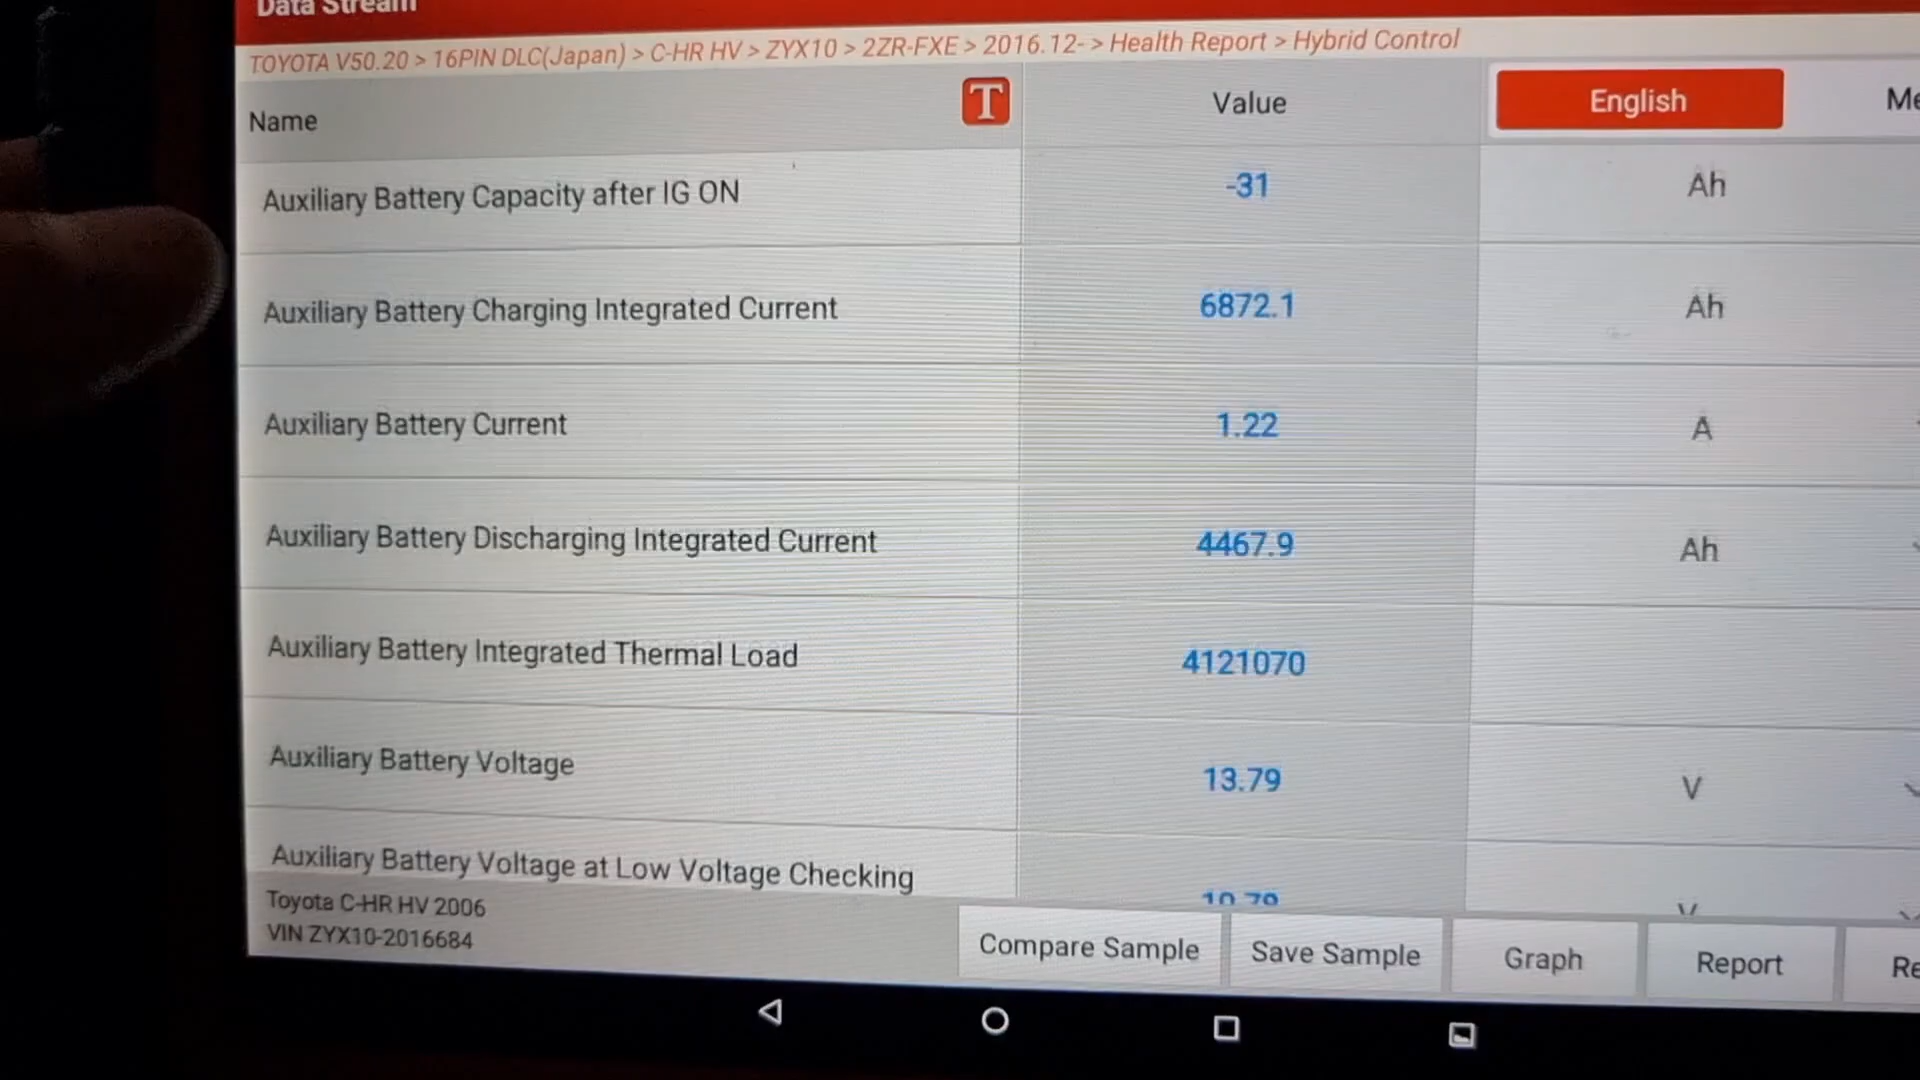 Data Stream
TOYOTA V50.20 > 16PIN DLC(Japan) > C-HR HV > ZYX10 > 2ZR-FXE > 2016.12- > Health Report > Hybrid Control
Name T Value English
Auxiliary Battery Capacity after IG ON -31 Ah
Auxiliary Battery Charging Integrated Current 6872.1 Ah
Auxiliary Battery Current 1.22 A
Auxiliary Battery Discharging Integrated Current 4467.9 Ah
Auxiliary Battery Integrated Thermal Load 4121070
Auxiliary Battery Voltage 13.79 V
Auxiliary Battery Voltage at Low Voltage Checking V
Toyota C-HR HV 2006
VIN ZYX10-2016684
Compare Sample Save Sample Graph Report